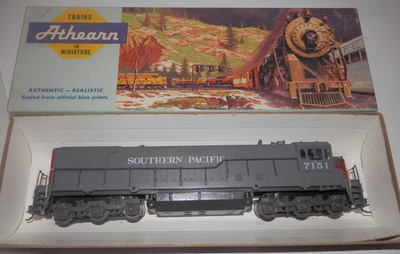 TRAINS
Athearn
IN
MINIATURE
AUTHENTIC — REALISTIC
Scaled from official blue prints
SOUTHERN PACIFIC
7151